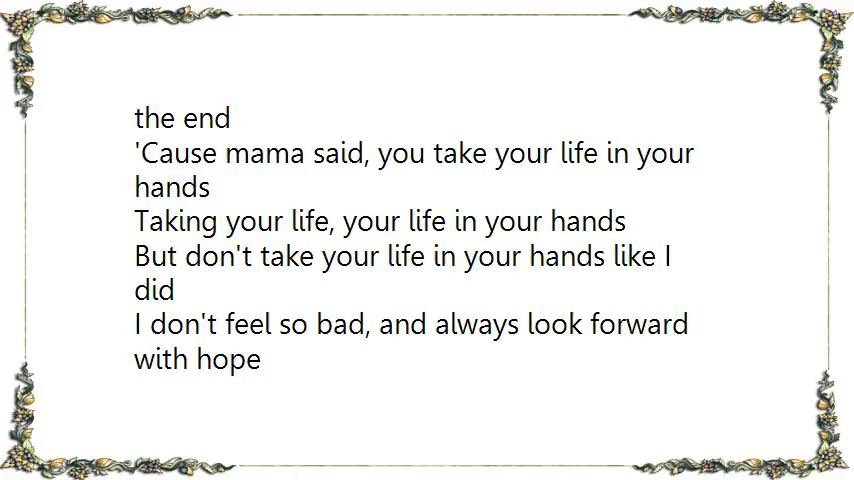 the end
'Cause mama said, you take your life in your
hands
Taking your life, your life in your hands
But don't take your life in your hands like I
did
I don't feel so bad, and always look forward
with hope